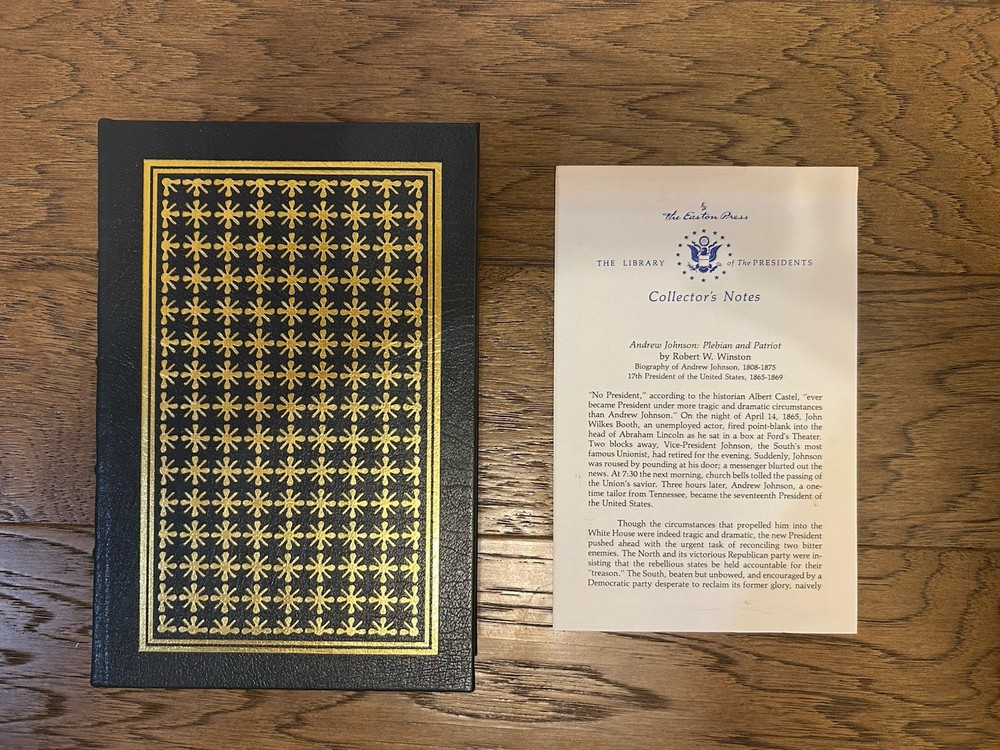 The Easton Press
THE LIBRARY of The PRESIDENTS
Collector's Notes
Andrew Johnson: Plebian and Patriot
by Robert W. Winston
Biography of Andrew Johnson, 1808-1875
17th President of the United States, 1865-1869
"No President," according to the historian Albert Castel, "ever
became President under more tragic and dramatic circumstances
than Andrew Johnson." On the night of April 14, 1865, John
Wilkes Booth, an unemployed actor, fired point-blank into the
head of Abraham Lincoln as he sat in a box at Ford's Theater.
Two blocks away, Vice-President Johnson, the South's most
famous Unionist, had retired for the evening. Suddenly, Johnson
was roused by pounding at his door; a messenger blurted out the
news. At 7:30 the next morning, church bells tolled the passing of
the Union's savior. Three hours later, Andrew Johnson, a one-
time tailor from Tennessee, became the seventeenth President of
the United States.
Though the circumstances that propelled him into the
White House were indeed tragic and dramatic, the new President
pushed ahead with the urgent task of reconciling two bitter
enemies. The North and its victorious Republican party were in-
sisting that the rebellious states be held accountable for their
"treason." The South, beaten but unbowed, and encouraged by a
Democratic party desperate to reclaim its former glory, naively